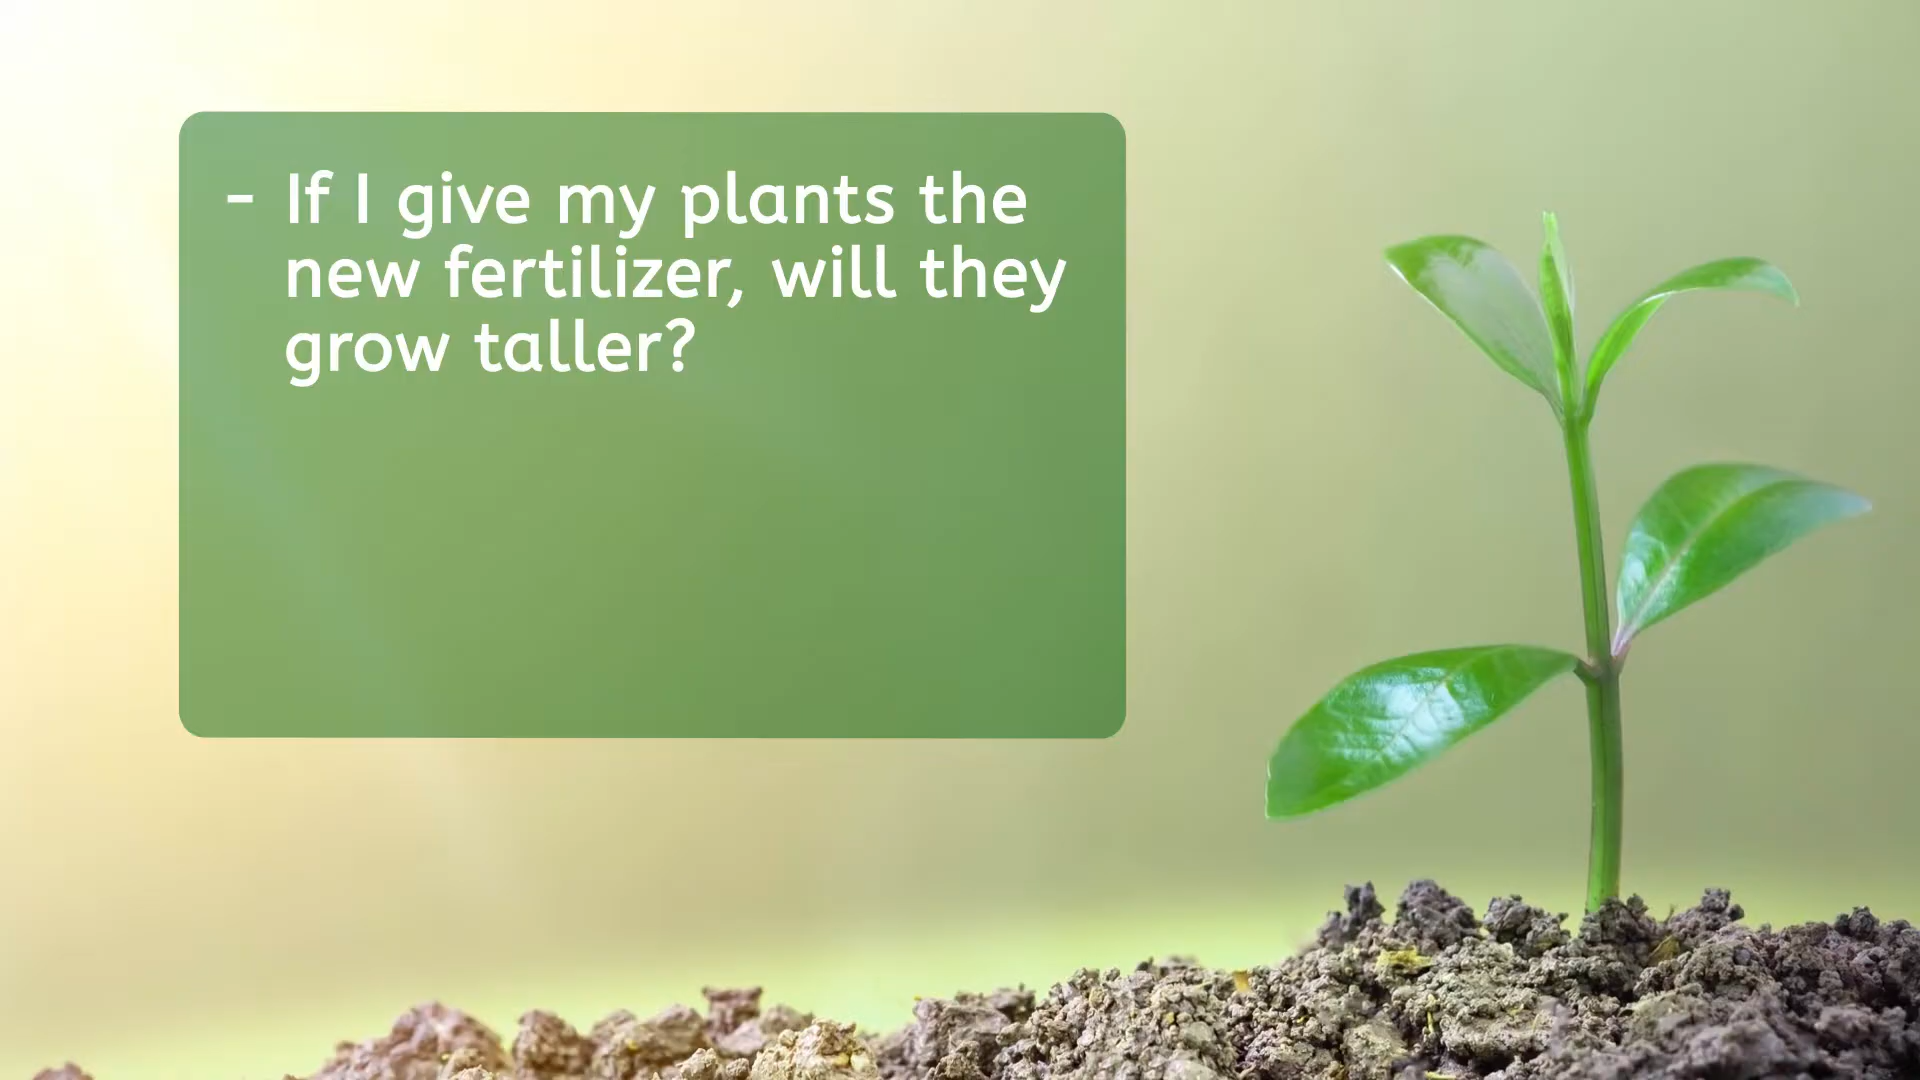 - If I give my plants the
new fertilizer, will they
grow taller?